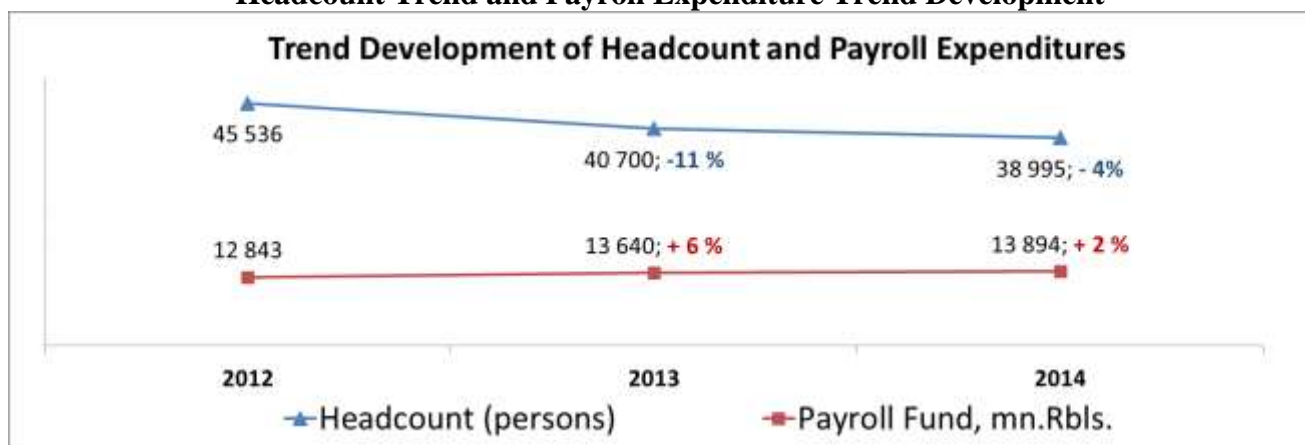 Headcount Trend and Payroll Expenditure Trend Development
Trend Development of Headcount and Payroll Expenditures
45 536
40 700; -11 %
38 995; - 4%
12 843
13 640; + 6 %
13 894; + 2 %
2012
2013
2014
Headcount (persons)
Payroll Fund, mn.Rbls.